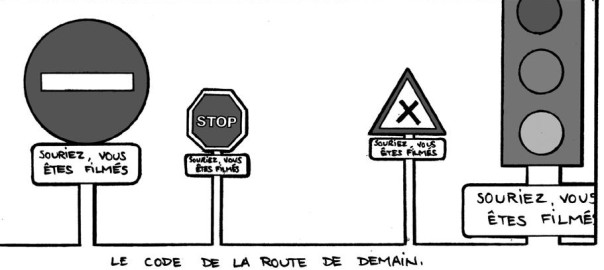 SOURIEZ, VOUS
ÊTES FILMÉS
STOP
SOURIEZ, VOUS
ÊTES FILMÉS
SOURIEZ, VOUS
ÊTES FILMÉS
SOURIEZ, VOUS
ÊTES FILMÉ
LE CODE DE LA ROUTE DE DEMAIN.